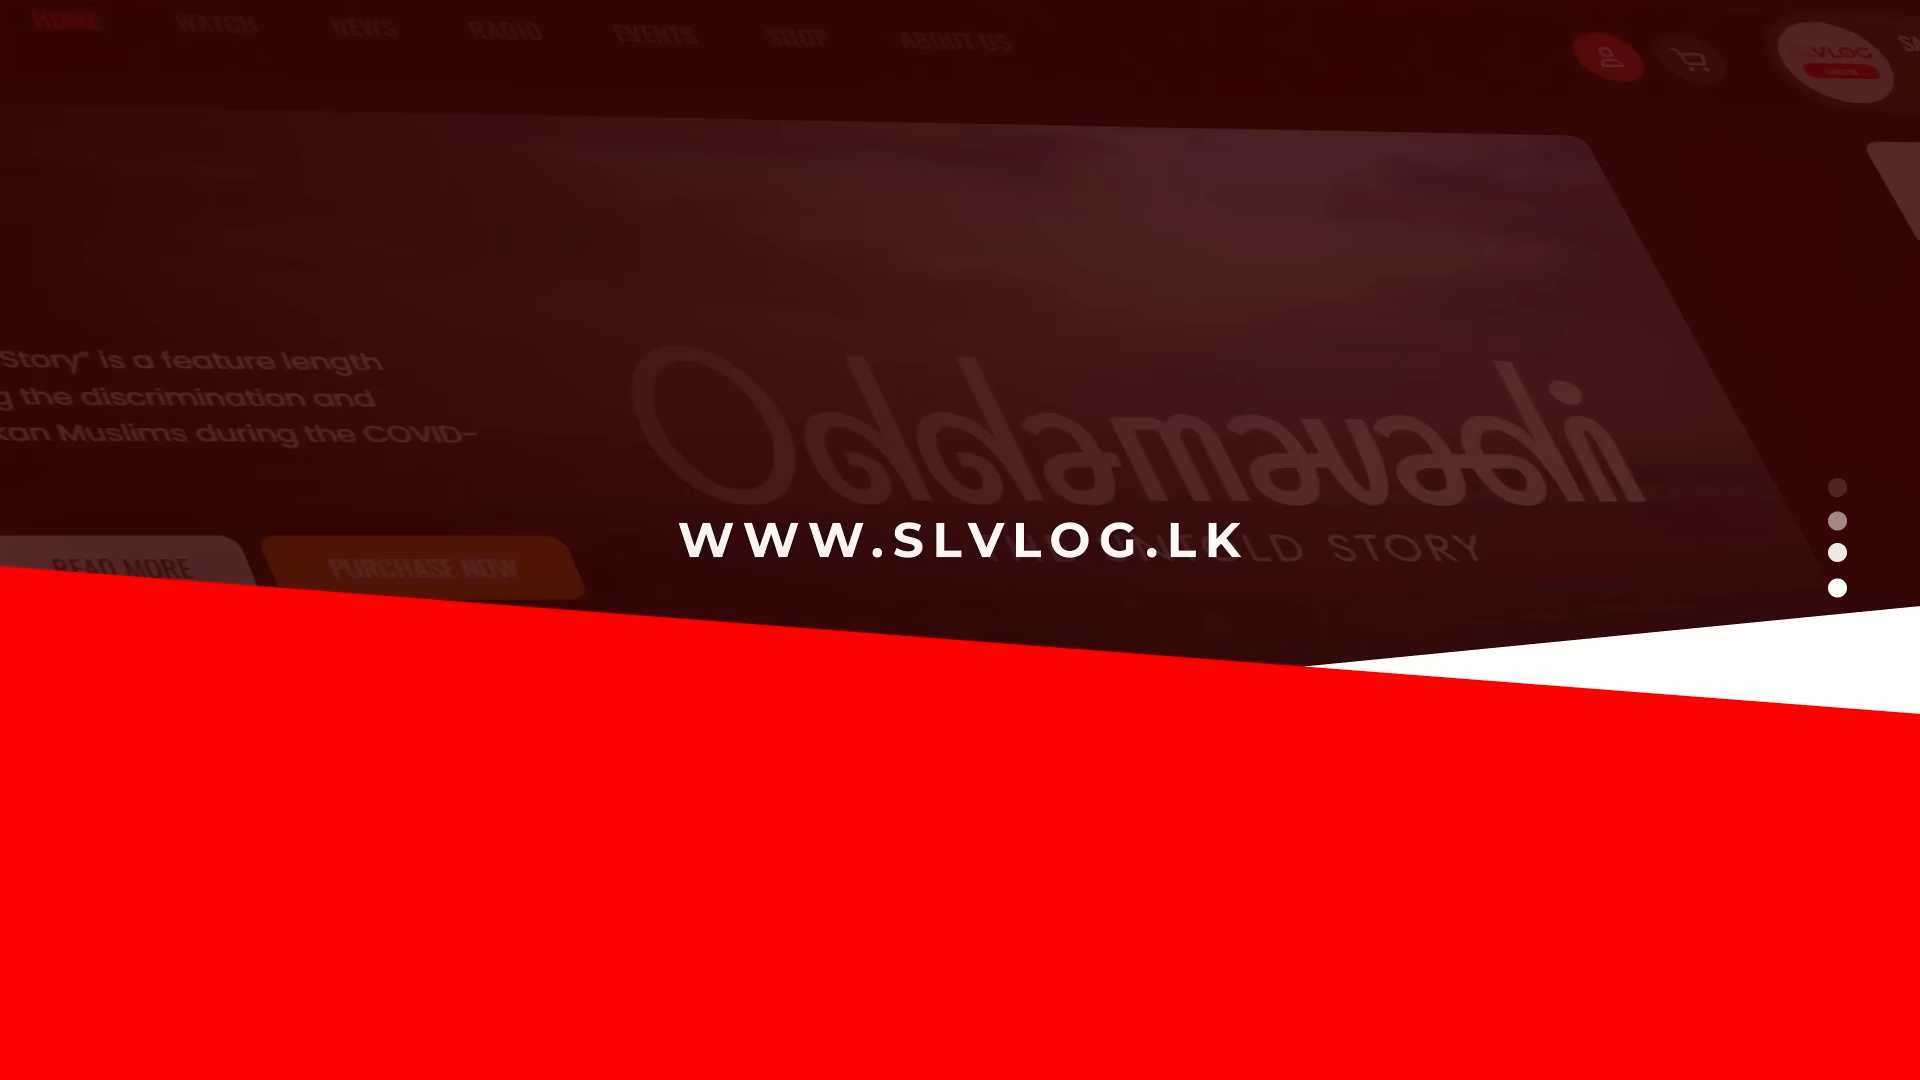 HOME WATCH NEWS RADIO EVENTS SHOP ABOUT US
VLOG
Story" is a feature length
g the discrimination and
kan Muslims during the COVID-
Oddamavadi
STORY
READ MORE PURCHASE NOW
WWW.SLVLOG.LK